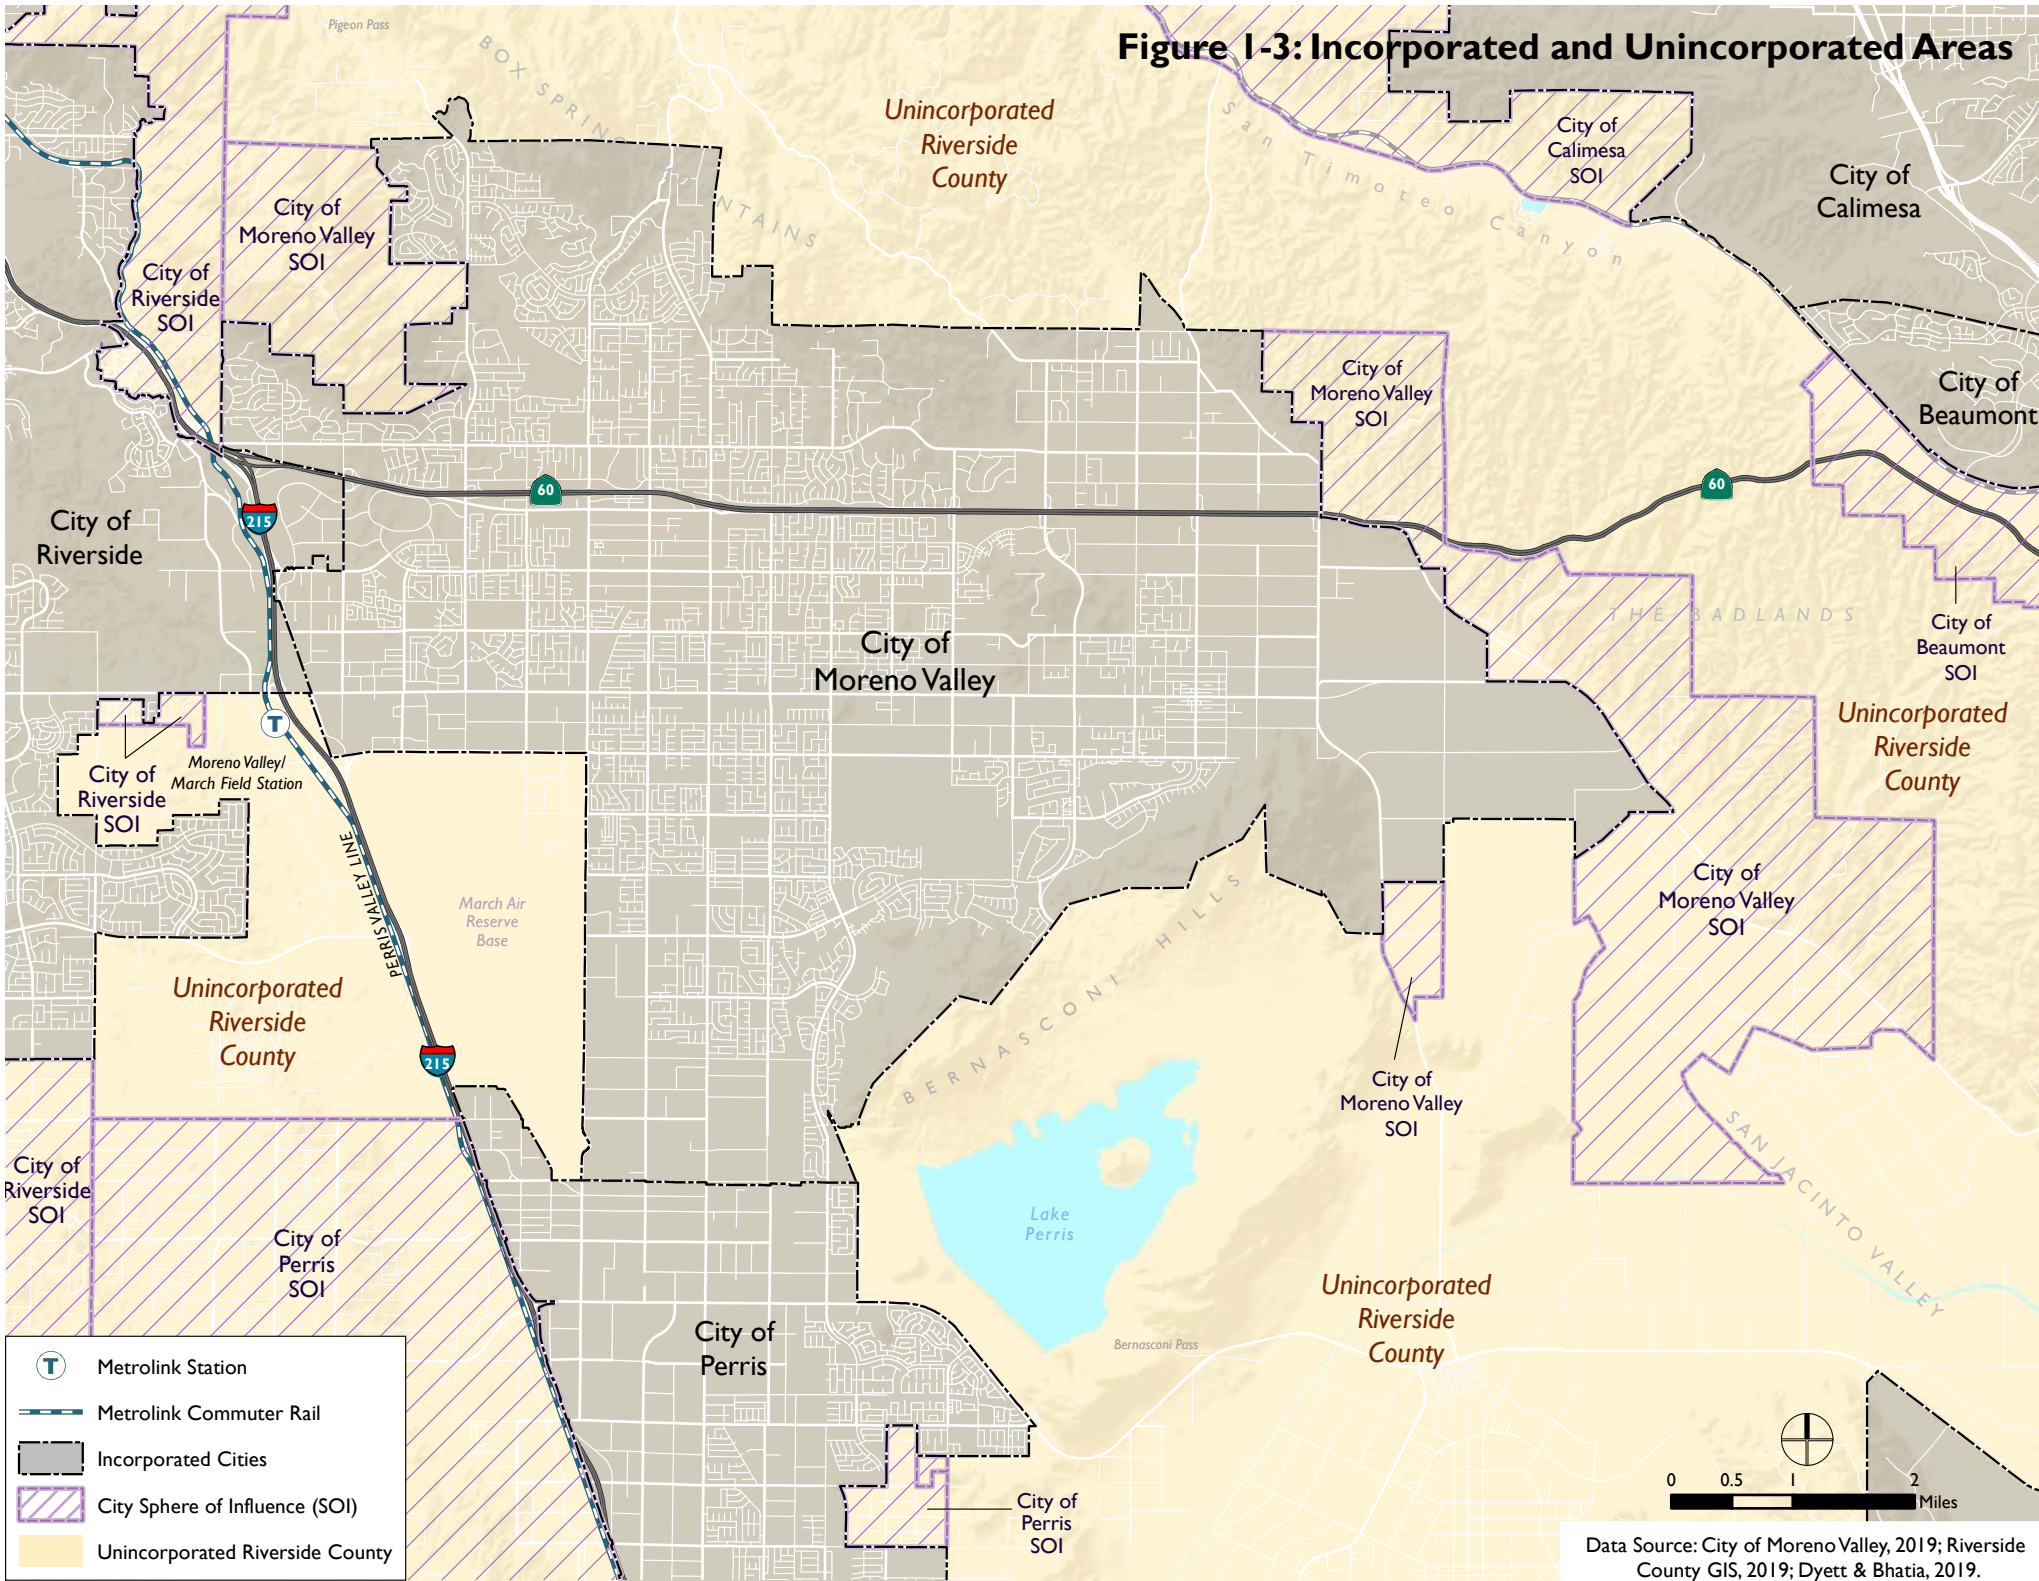 Figure 1-3: Incorporated and Unincorporated Areas
Pigeon Pass
BOX SPRING
NTAINS
Unincorporated
Riverside
County
San Timoteo Canyon
City of
Calimesa
SOI
City of
Calimesa
City of
Moreno Valley
SOI
City of
Riverside
SOI
City of
Moreno Valley
SOI
City of
Beaumont
60
60
215
City of
Riverside
THE BADLANDS
City of
Beaumont
SOI
City of
Moreno Valley
Unincorporated
Riverside
County
T
Moreno Valley/
March Field Station
City of
Riverside
SOI
PERRIS VALLEY LINE
March Air
Reserve
Base
BERNASCONI HILLS
City of
Moreno Valley
SOI
Unincorporated
Riverside
County
215
City of
Moreno Valley
SOI
SAN JACINTO VALLEY
City of
Riverside
SOI
City of
Perris
SOI
Lake
Perris
Unincorporated
Riverside
County
Bernasconi Pass
City of
Perris
City of
Perris
SOI
T
Metrolink Station
Metrolink Commuter Rail
Incorporated Cities
City Sphere of Influence (SOI)
Unincorporated Riverside County
0 0.5 1 2
Miles
Data Source: City of Moreno Valley, 2019; Riverside
County GIS, 2019; Dyett & Bhatia, 2019.